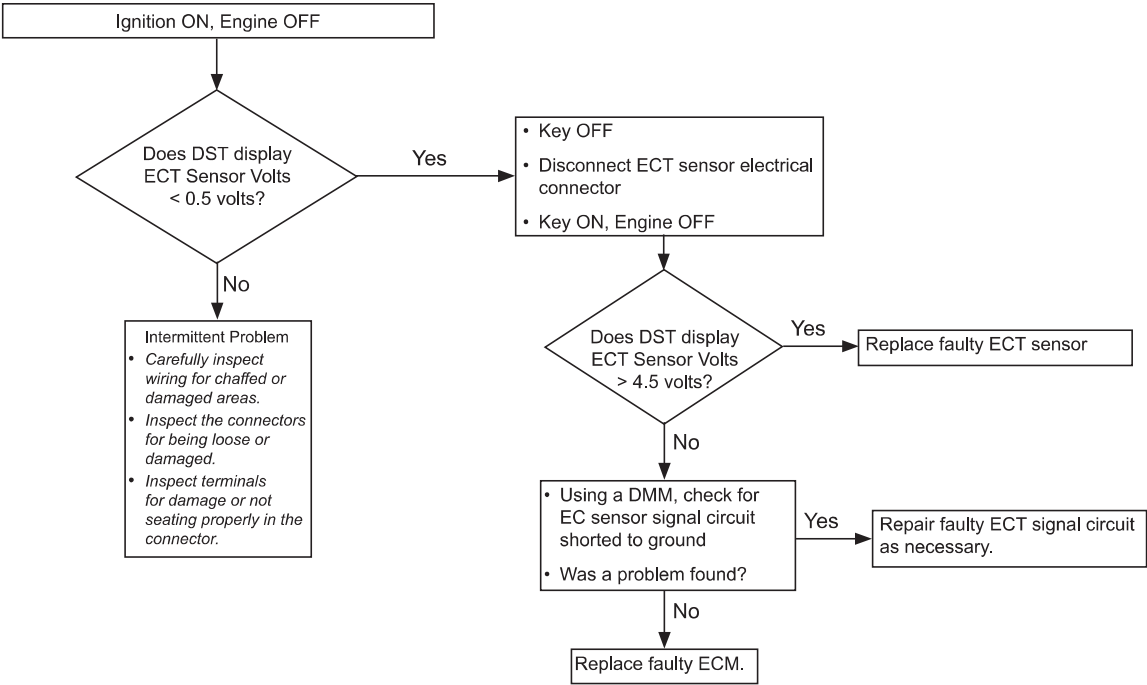 Ignition ON, Engine OFF
Does DST display
ECT Sensor Volts
< 0.5 volts?
Yes
• Key OFF
• Disconnect ECT sensor electrical
connector
• Key ON, Engine OFF
No
Intermittent Problem
• Carefully inspect
wiring for chaffed or
damaged areas.
• Inspect the connectors
for being loose or
damaged.
• Inspect terminals
for damage or not
seating properly in the
connector.
Does DST display
ECT Sensor Volts
> 4.5 volts?
Yes
Replace faulty ECT sensor
No
• Using a DMM, check for
EC sensor signal circuit
shorted to ground
• Was a problem found?
Yes
Repair faulty ECT signal circuit
as necessary.
No
Replace faulty ECM.